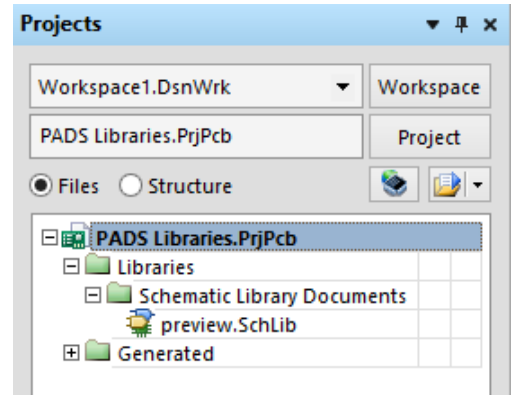 Projects
Workspace1.DsnWrk Workspace
PADS Libraries.PrjPcb Project
Files Structure
PADS Libraries.PrjPcb
Libraries
Schematic Library Documents
preview.SchLib
Generated